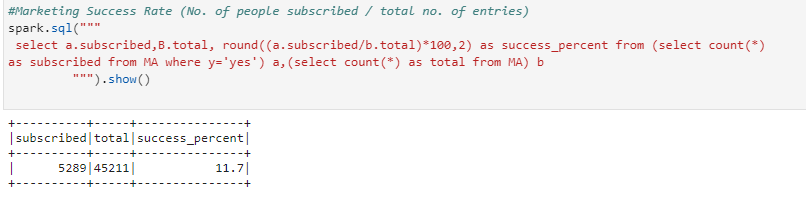 #Marketing Success Rate (No. of people subscribed / total no. of entries)
spark.sql("""
 select a.subscribed,B.total, round((a.subscribed/b.total)*100,2) as success_percent from (select count(*)
as subscribed from MA where y='yes') a,(select count(*) as total from MA) b
         """).show()
+----------+-----+---------------+
|subscribed|total|success_percent|
+----------+-----+---------------+
|      5289|45211|           11.7|
+----------+-----+---------------+